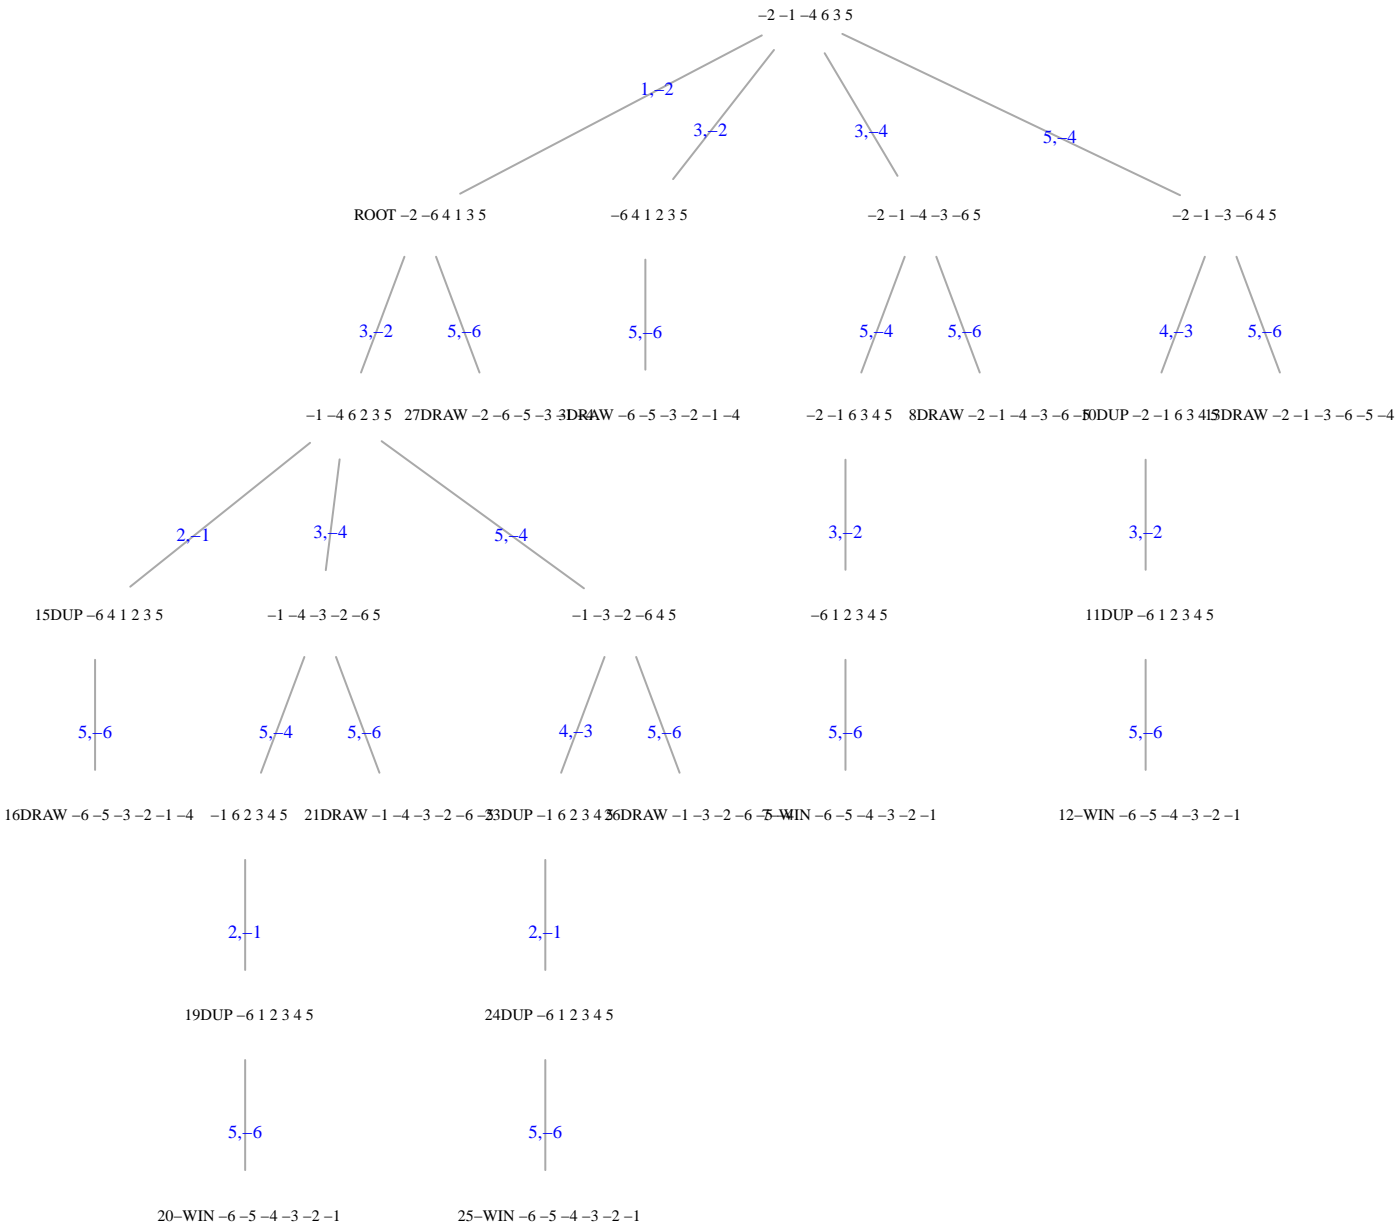 –2 –1 –4 6 3 5
1,–2
3,–2
3,–4
5,–4
ROOT –2 –6 4 1 3 5
–6 4 1 2 3 5
–2 –1 –4 –3 –6 5
–2 –1 –3 –6 4 5
3,–2
5,–6
5,–6
5,–4
5,–6
4,–3
5,–6
–1 –4 6 2 3 5
27DRAW –2 –6 –5 –3 –1 –4
3DRAW –6 –5 –3 –2 –1 –4
–2 –1 6 3 4 5
8DRAW –2 –1 –4 –3 –6 –5
10DUP –2 –1 6 3 4 5
13DRAW –2 –1 –3 –6 –5 –4
2,–1
3,–4
5,–4
3,–2
3,–2
15DUP –6 4 1 2 3 5
–1 –4 –3 –2 –6 5
–1 –3 –2 –6 4 5
–6 1 2 3 4 5
11DUP –6 1 2 3 4 5
5,–6
5,–4
5,–6
4,–3
5,–6
5,–6
5,–6
16DRAW –6 –5 –3 –2 –1 –4
–1 6 2 3 4 5
21DRAW –1 –4 –3 –2 –6 –5
23DUP –1 6 2 3 4 5
26DRAW –1 –3 –2 –6 –5 –4
7–WIN –6 –5 –4 –3 –2 –1
12–WIN –6 –5 –4 –3 –2 –1
2,–1
2,–1
19DUP –6 1 2 3 4 5
24DUP –6 1 2 3 4 5
5,–6
5,–6
20–WIN –6 –5 –4 –3 –2 –1
25–WIN –6 –5 –4 –3 –2 –1